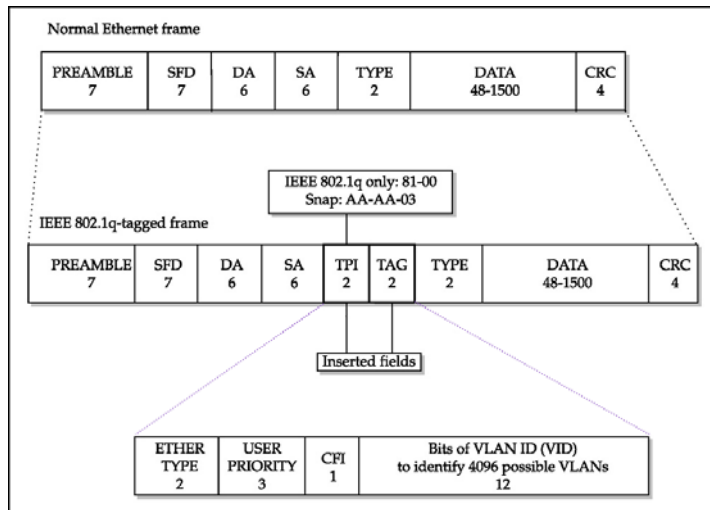 Normal Ethernet frame
PREAMBLE SFD DA SA TYPE DATA CRC
7 7 6 6 2 48-1500 4
IEEE 802.1q only: 81-00
Snap: AA-AA-03
IEEE 802.1q-tagged frame
PREAMBLE SFD DA SA TPI TAG TYPE DATA CRC
7 7 6 6 2 2 2 48-1500 4
Inserted fields
ETHER TYPE 2
USER PRIORITY 3
CFI 1
Bits of VLAN ID (VID)
to identify 4096 possible VLANs
12